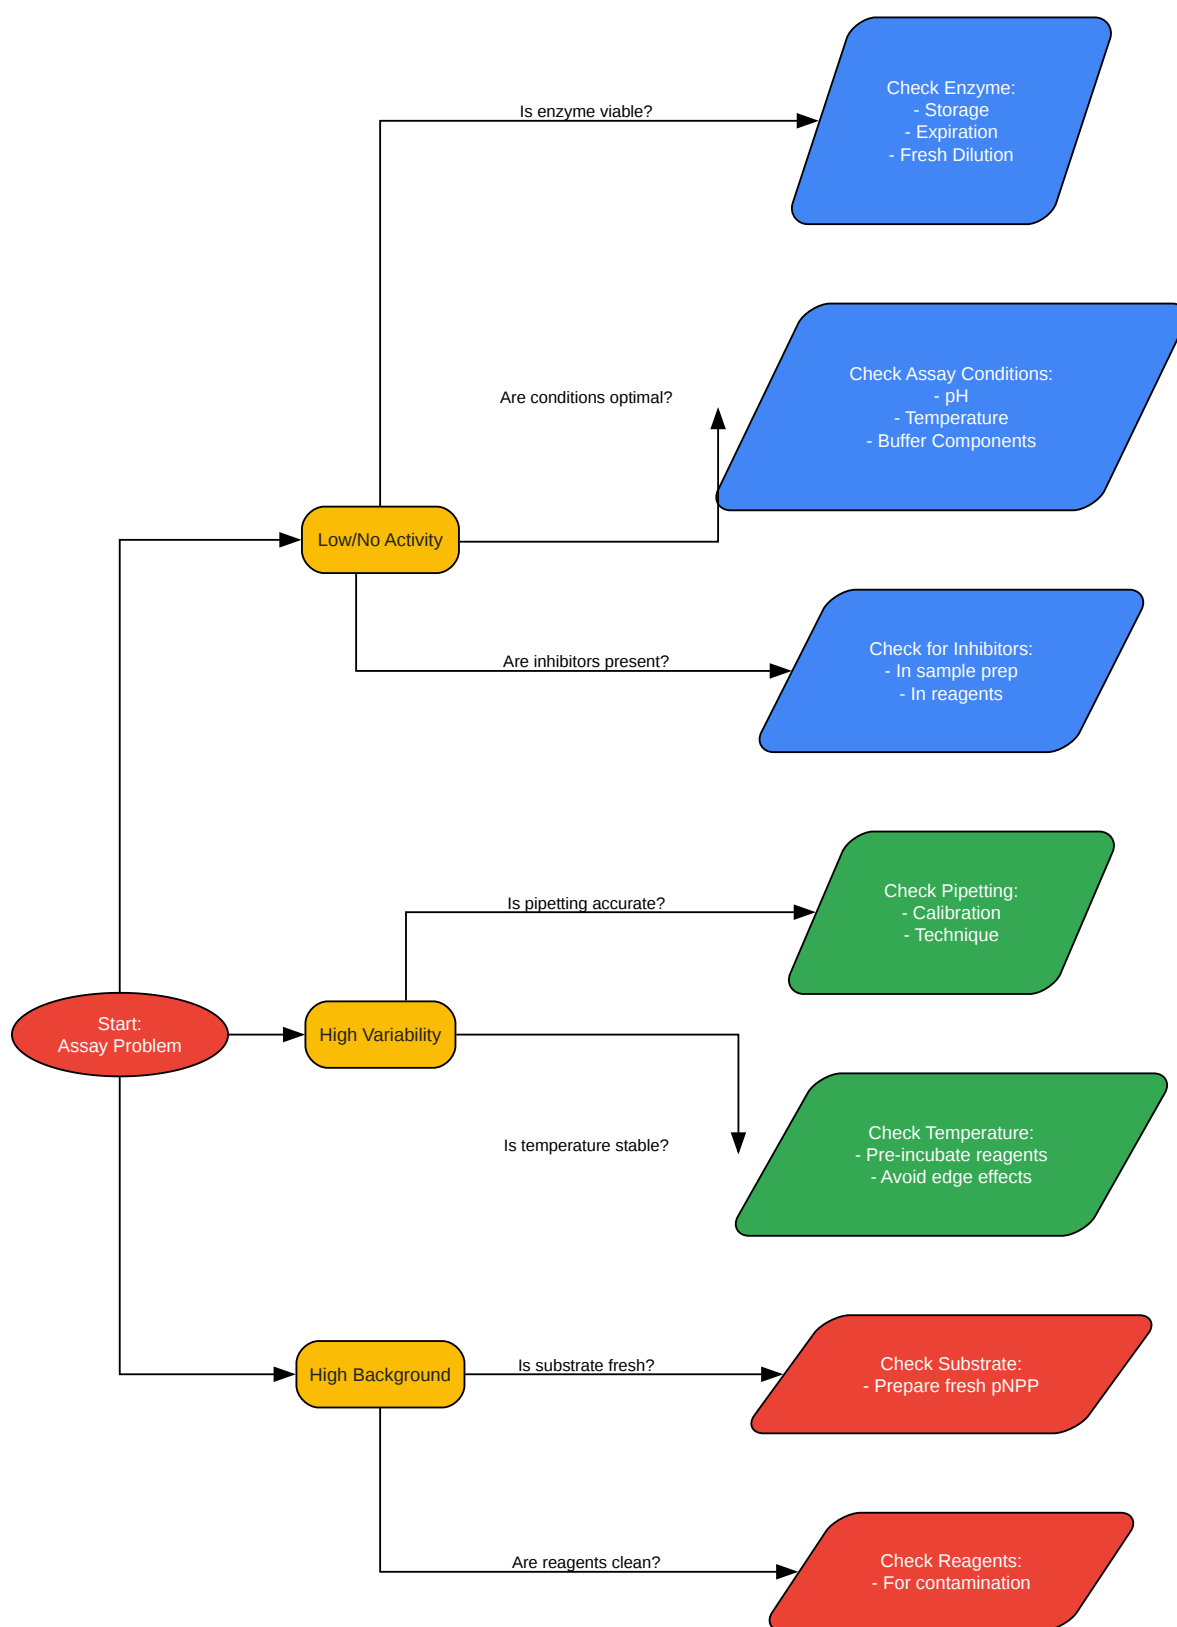 Is enzyme viable?
Check Enzyme:
- Storage
- Expiration
- Fresh Dilution
Are conditions optimal?
Check Assay Conditions:
- pH
- Temperature
- Buffer Components
Low/No Activity
Are inhibitors present?
Check for Inhibitors:
- In sample prep
- In reagents
Is pipetting accurate?
Check Pipetting:
- Calibration
- Technique
Start:
Assay Problem
High Variability
Is temperature stable?
Check Temperature:
- Pre-incubate reagents
- Avoid edge effects
High Background
Is substrate fresh?
Check Substrate:
- Prepare fresh pNPP
Are reagents clean?
Check Reagents:
- For contamination